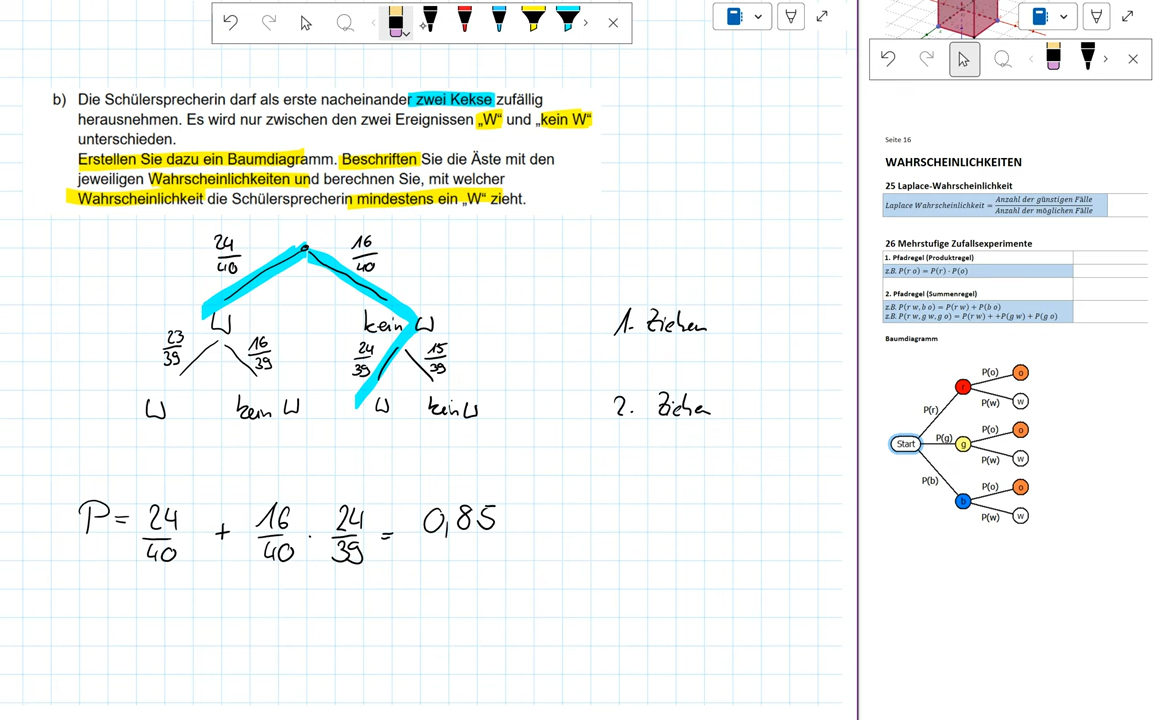 b) Die Schülersprecherin darf als erste nacheinander zwei Kekse zufällig
herausnehmen. Es wird nur zwischen den zwei Ereignissen „W“ und „kein W“
unterschieden.
Erstellen Sie dazu ein Baumdiagramm. Beschriften Sie die Äste mit den
jeweiligen Wahrscheinlichkeiten und berechnen Sie, mit welcher
Wahrscheinlichkeit die Schülersprecherin mindestens ein „W“ zieht.
24/40 16/40
W kein W 1. Ziehen
23/39 16/39 24/39 15/39
W kein W W kein W 2. Ziehen
P = 24/40 + 16/40 · 24/39 = 0,85
Seite 16
WAHRSCHEINLICHKEITEN
25 Laplace-Wahrscheinlichkeit
Laplace Wahrscheinlichkeit = Anzahl der günstigen Fälle / Anzahl der möglichen Fälle
26 Mehrstufige Zufallsexperimente
1. Pfadregel (Produktregel)
z.B. P(r o) = P(r) · P(o)
2. Pfadregel (Summenregel)
z.B. P(r w, b o) = P(r w) + P(b o)
z.B. P(r w, g w, g o) = P(r w) + +P(g w) + P(g o)
Baumdiagramm
P(o) o
r
P(w) w
P(r)
P(o) o
Start P(g) g
P(w) w
P(b)
P(o) o
b
P(w) w